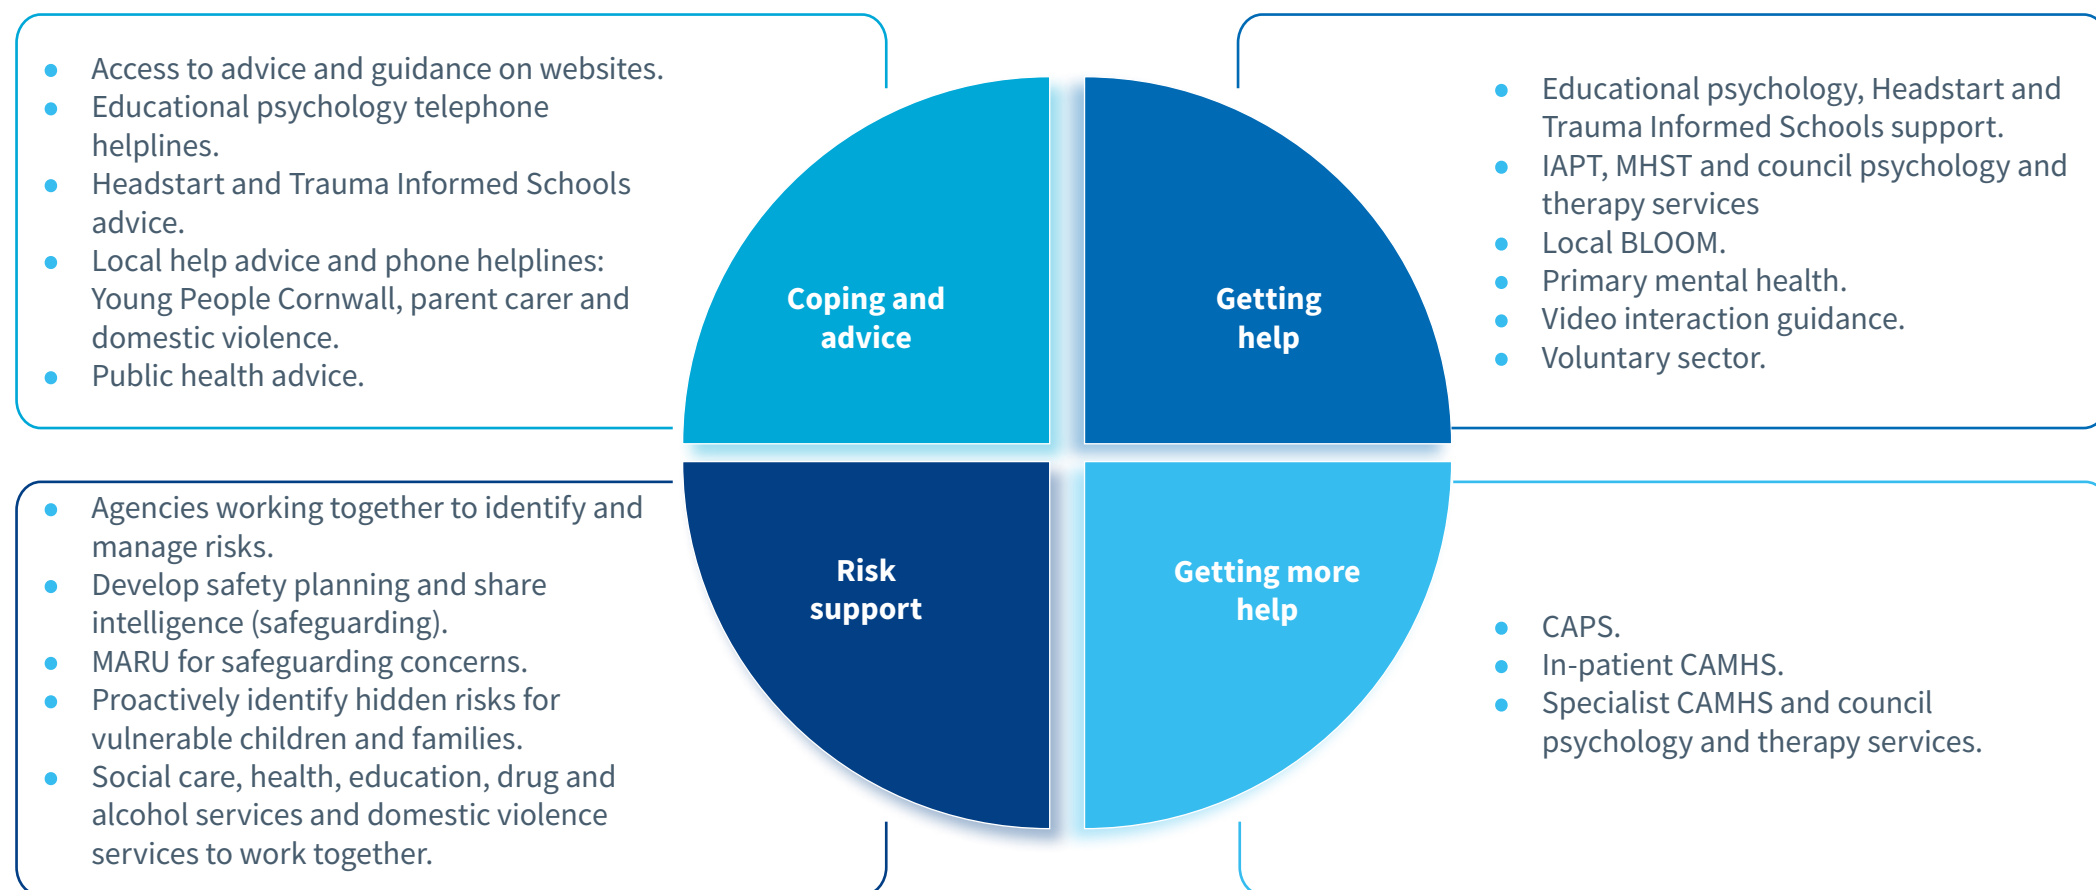 ● Access to advice and guidance on websites.
● Educational psychology telephone
helplines.
● Headstart and Trauma Informed Schools
advice.
● Local help advice and phone helplines:
Young People Cornwall, parent carer and
domestic violence.
● Public health advice.
Coping and
advice
Getting
help
● Educational psychology, Headstart and
Trauma Informed Schools support.
● IAPT, MHST and council psychology and
therapy services
● Local BLOOM.
● Primary mental health.
● Video interaction guidance.
● Voluntary sector.
● Agencies working together to identify and
manage risks.
● Develop safety planning and share
intelligence (safeguarding).
● MARU for safeguarding concerns.
● Proactively identify hidden risks for
vulnerable children and families.
● Social care, health, education, drug and
alcohol services and domestic violence
services to work together.
Risk
support
Getting more
help
● CAPS.
● In-patient CAMHS.
● Specialist CAMHS and council
psychology and therapy services.